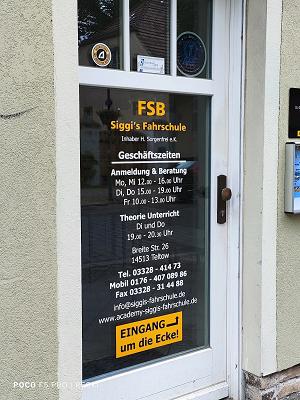 FSB
Siggi's Fahrschule
Inhaber H. Sorgenfrei e.K.
Geschäftszeiten
Anmeldung & Beratung
Mo, Mi 12.00 - 16.00 Uhr
Di, Do 15.00 - 19.00 Uhr
Fr 10.00 - 13.00 Uhr
Theorie Unterricht
Di und Do
19.00 - 20.30 Uhr
Breite Str. 26
14513 Teltow
Tel. 03328 - 414 73
Mobil 0176 - 407 089 86
Fax 03328 - 31 44 88
info@siggis-fahrschule.de
www.academy-siggis-fahrschule.de
EINGANG
um die Ecke!
POCO F5 PRO